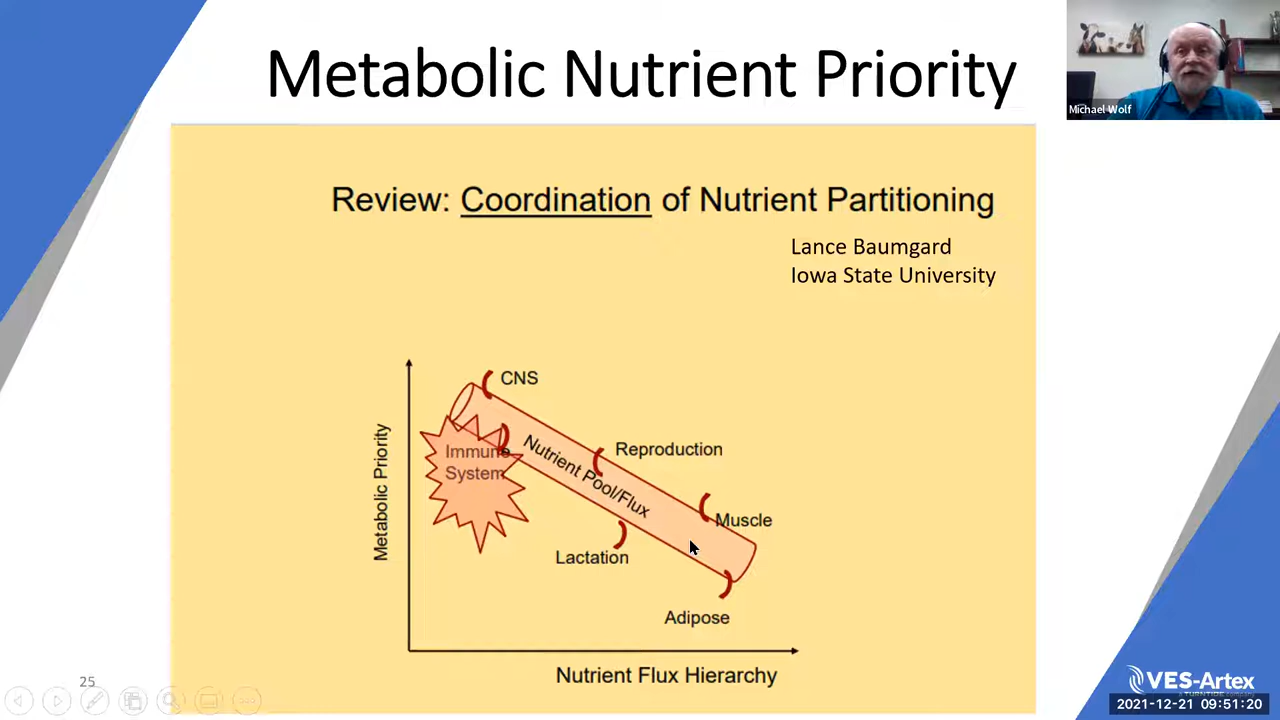 Metabolic Nutrient Priority
Michael Wolf
Review: Coordination of Nutrient Partitioning
Lance Baumgard
Iowa State University
CNS
Reproduction
Immune
System
Nutrient Pool/Flux
Muscle
Lactation
Adipose
Metabolic Priority
Nutrient Flux Hierarchy
25
VES-Artex
A TURNTIDE company
2021-12-21 09:51:20